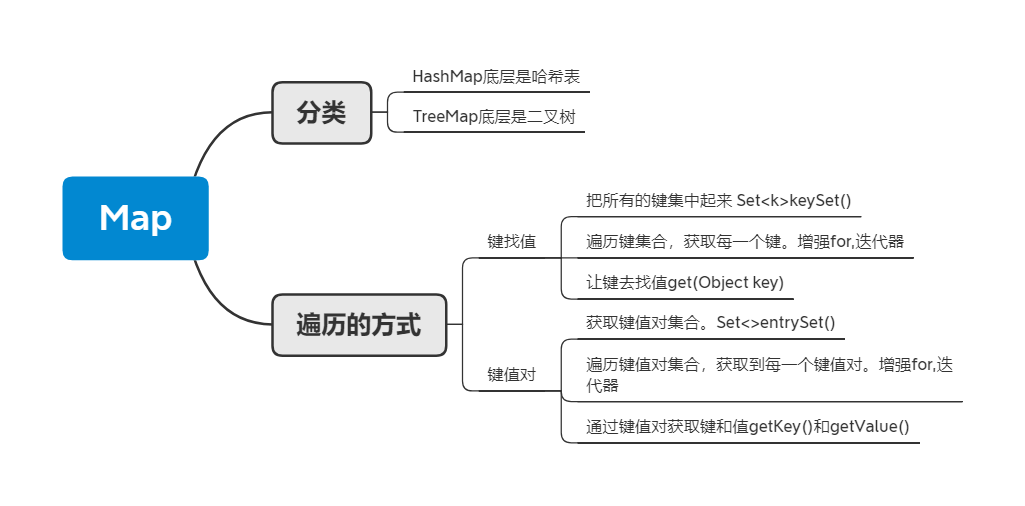 Map
分类
HashMap底层是哈希表
TreeMap底层是二叉树
遍历的方式
键找值
把所有的键集中起来 Set<k>keySet()
遍历键集合，获取每一个键。增强for,迭代器
让键去找值get(Object key)
键值对
获取键值对集合。Set<>entrySet()
遍历键值对集合，获取到每一个键值对。增强for,迭
代器
通过键值对获取键和值getKey()和getValue()